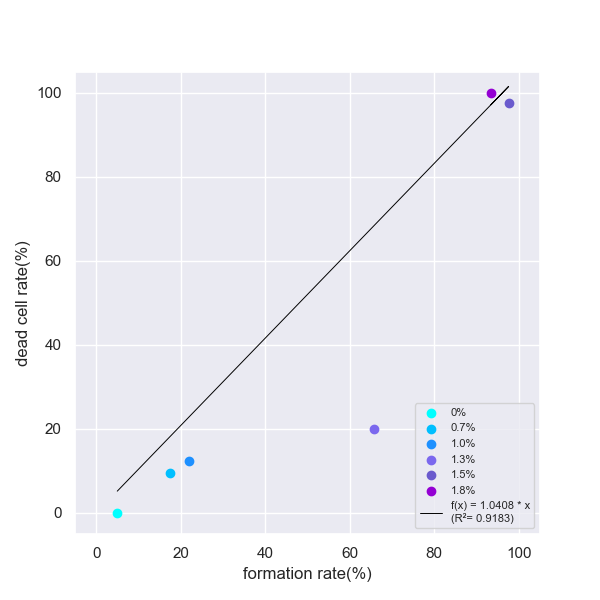 100
80
60
40
20
0
dead cell rate(%)
0%
0.7%
1.0%
1.3%
1.5%
1.8%
f(x) = 1.0408 * x
(R²= 0.9183)
0 20 40 60 80 100
formation rate(%)